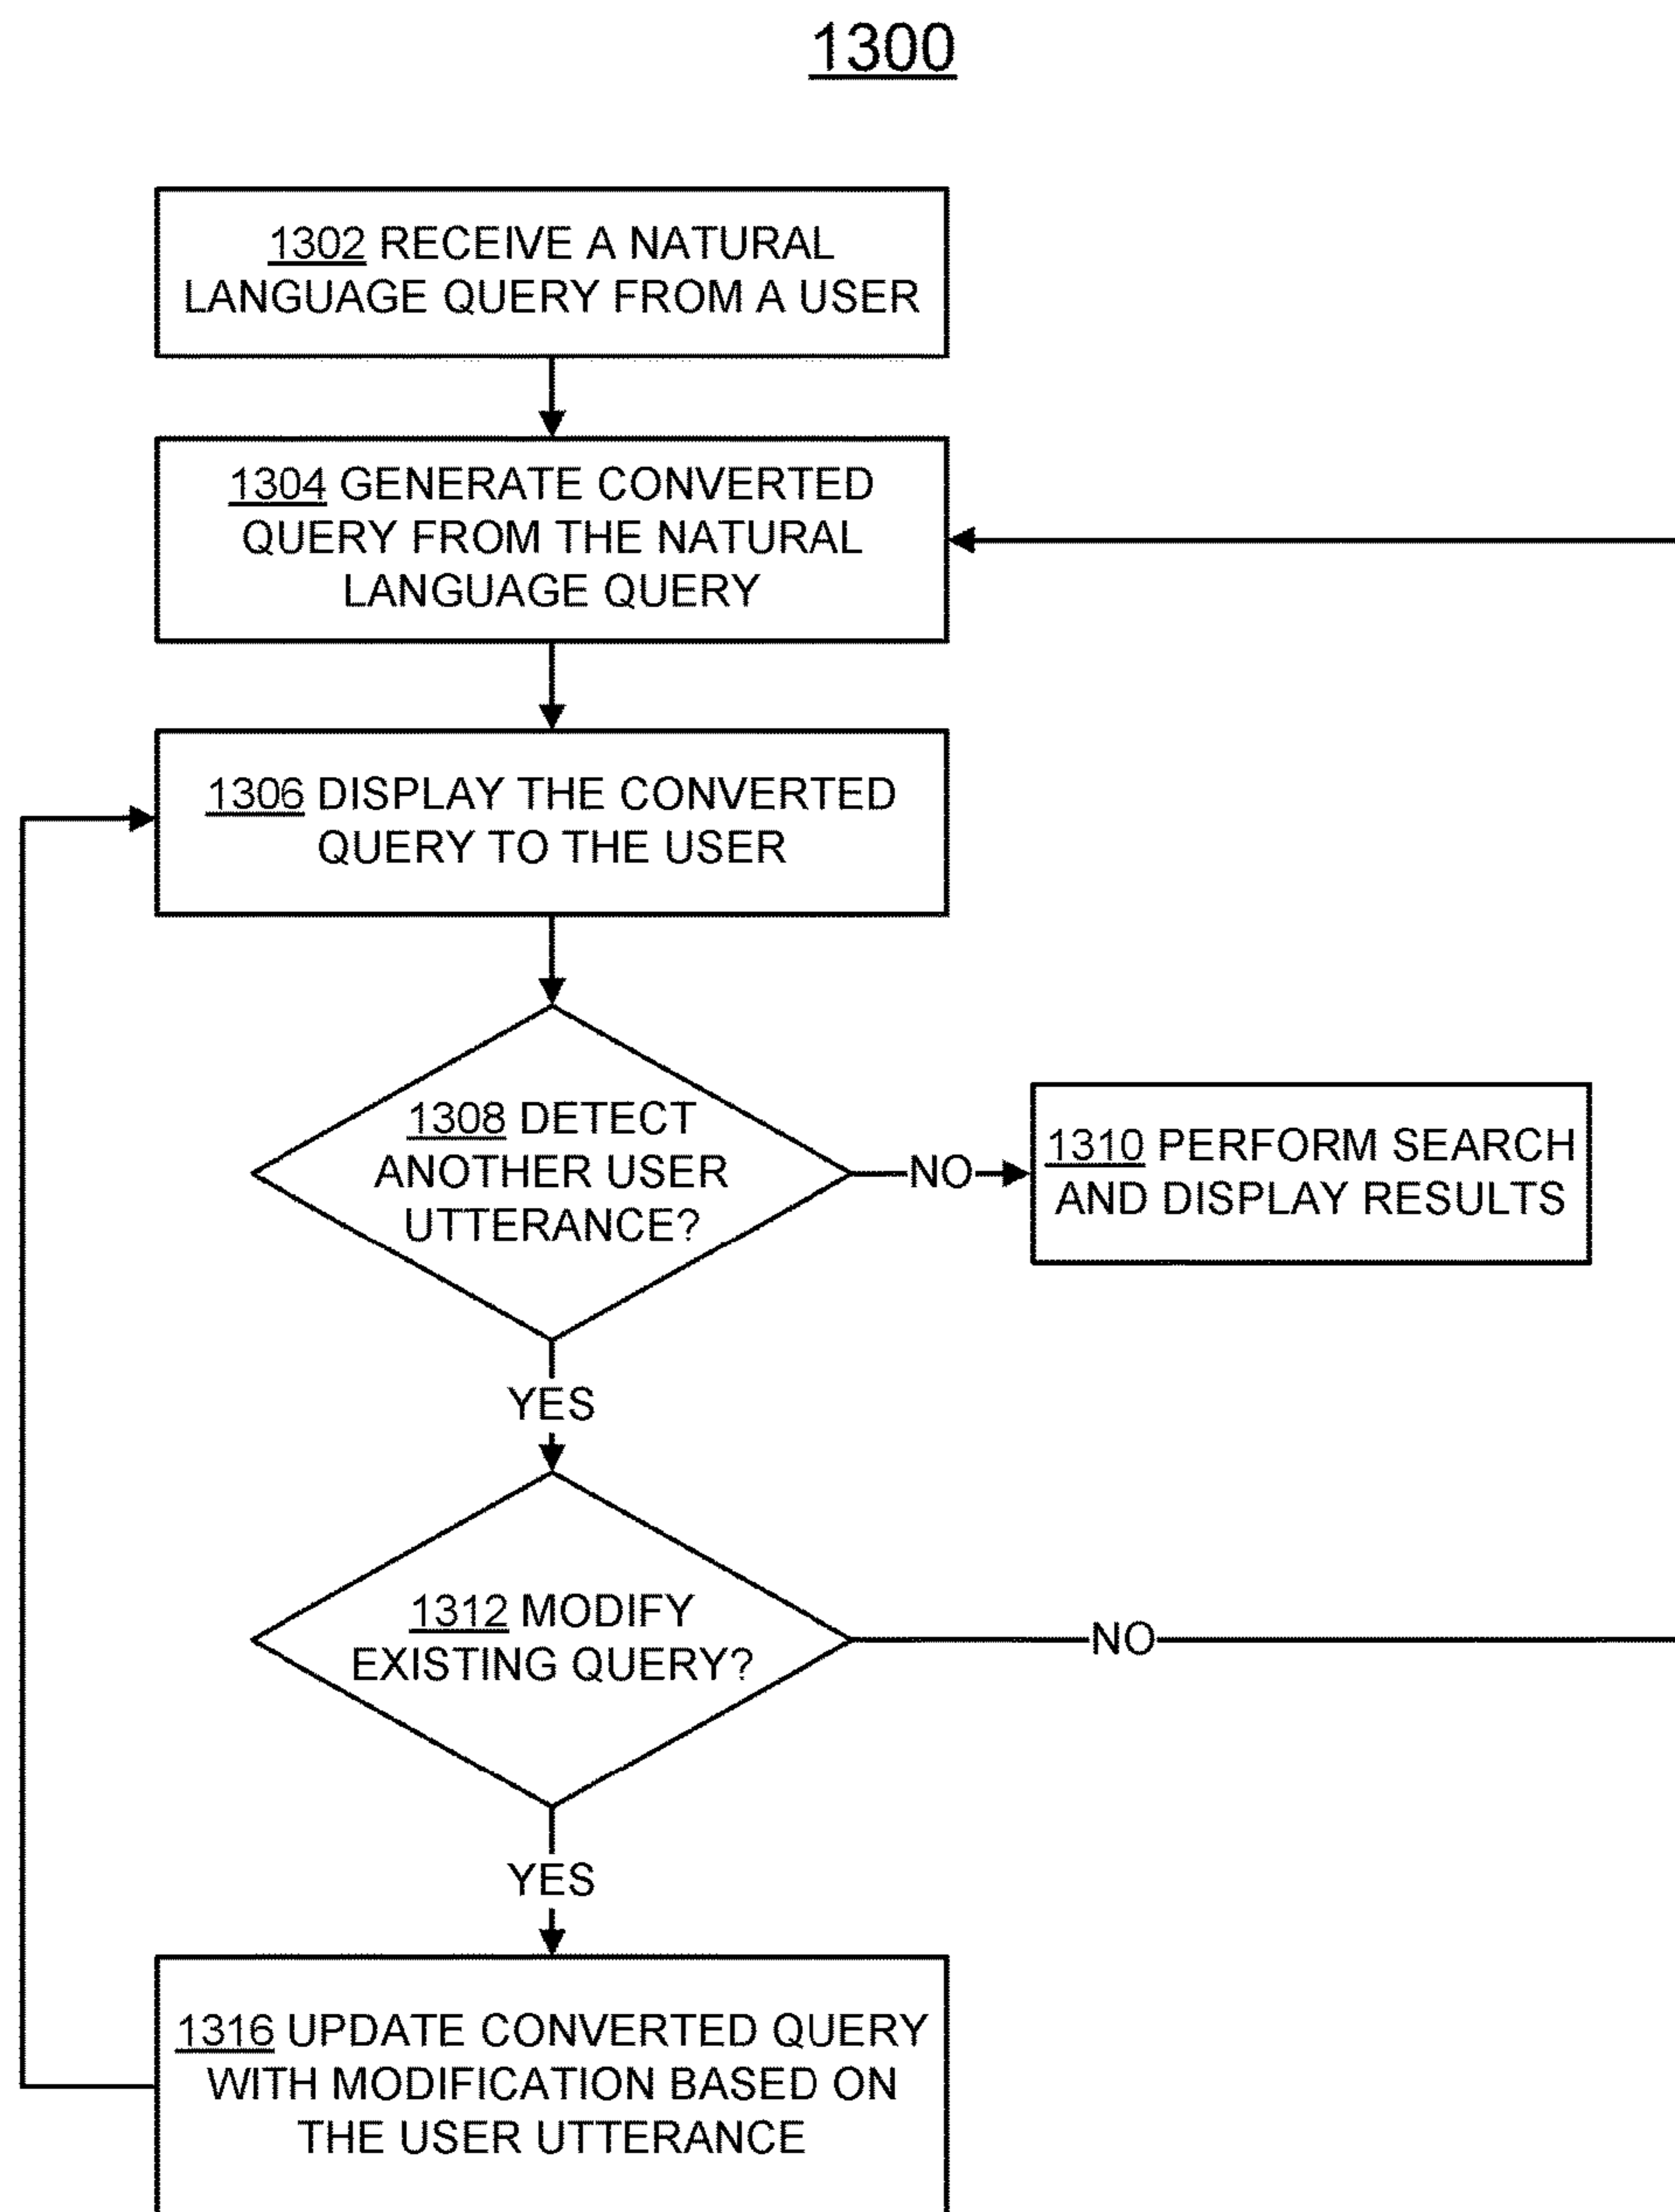 1300
1302 RECEIVE A NATURAL
LANGUAGE QUERY FROM A USER
1304 GENERATE CONVERTED
QUERY FROM THE NATURAL
LANGUAGE QUERY
1306 DISPLAY THE CONVERTED
QUERY TO THE USER
1308 DETECT
ANOTHER USER
UTTERANCE?
NO
1310 PERFORM SEARCH
AND DISPLAY RESULTS
YES
1312 MODIFY
EXISTING QUERY?
NO
YES
1316 UPDATE CONVERTED QUERY
WITH MODIFICATION BASED ON
THE USER UTTERANCE